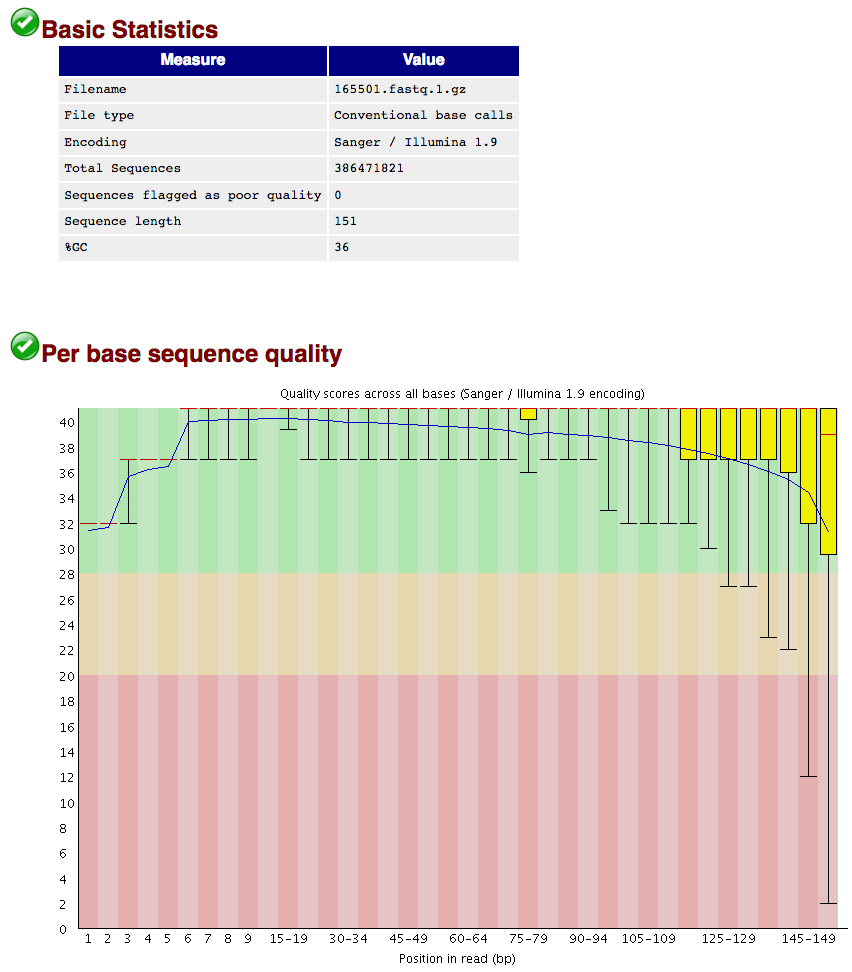 Basic Statistics
Measure Value
Filename 165501.fastq.1.gz
File type Conventional base calls
Encoding Sanger / Illumina 1.9
Total Sequences 386471821
Sequences flagged as poor quality 0
Sequence length 151
%GC 36
Per base sequence quality
Quality scores across all bases (Sanger / Illumina 1.9 encoding)
40
38
36
34
32
30
28
26
24
22
20
18
16
14
12
10
8
6
4
2
0
1 2 3 4 5 6 7 8 9 15-19 30-34 45-49 60-64 75-79 90-94 105-109 125-129 145-149
Position in read (bp)